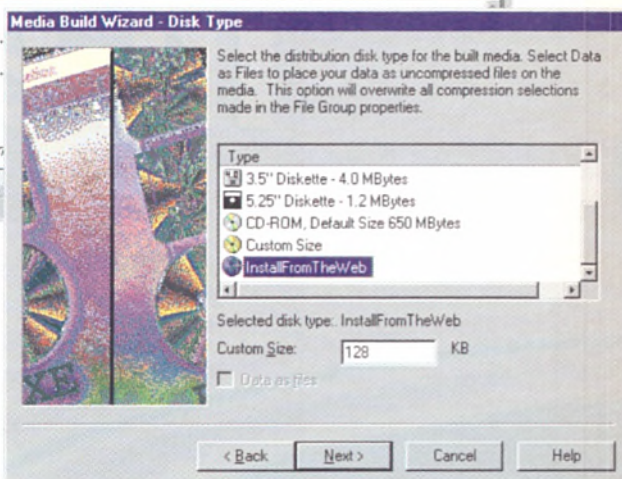 Media Build Wizard - Disk Type
Select the distribution disk type for the built media. Select Data
as Files to place your data as uncompressed files on the
media. This option will overwrite all compression selections
made in the File Group properties.
Type
3.5" Diskette - 4.0 MBytes
5.25" Diskette - 1.2 MBytes
CD-ROM, Default Size 650 MBytes
Custom Size
InstallFromTheWeb
Selected disk type: InstallFromTheWeb
Custom Size: 128 KB
Data as files
< Back Next > Cancel Help